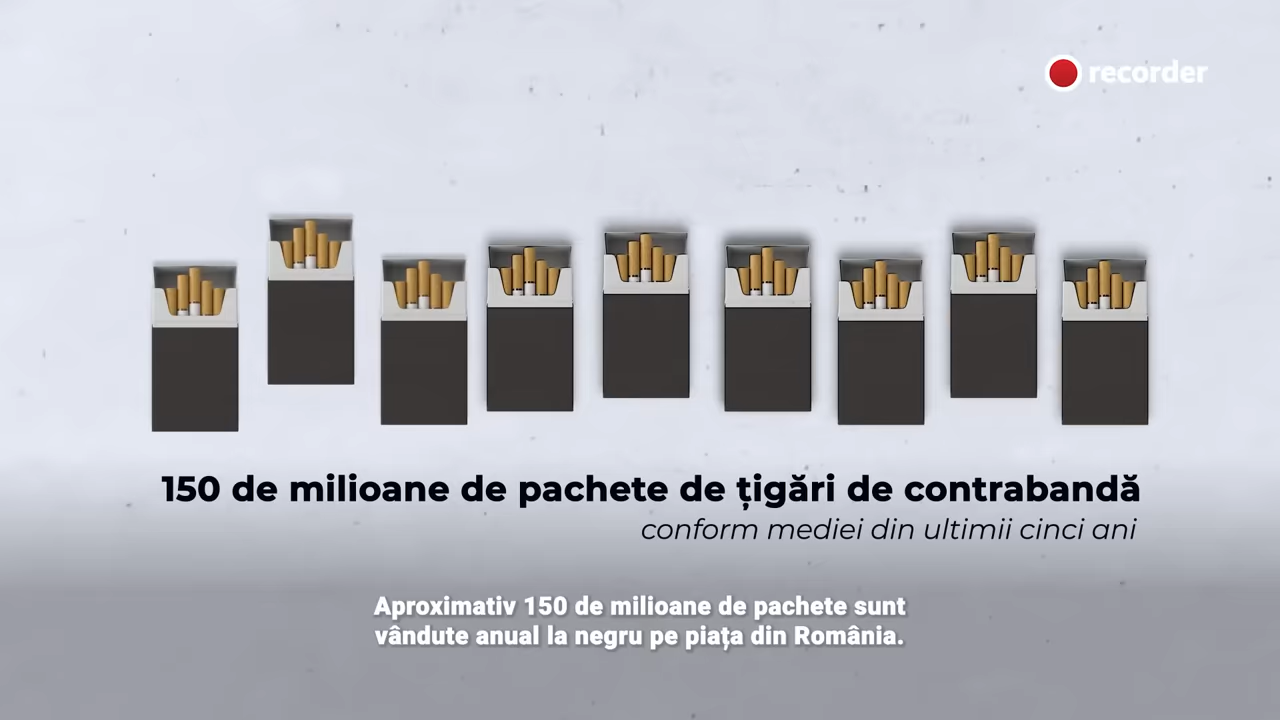 recorder
150 de milioane de pachete de țigări de contrabandă
conform mediei din ultimii cinci ani
Aproximativ 150 de milioane de pachete sunt
vândute anual la negru pe piața din România.